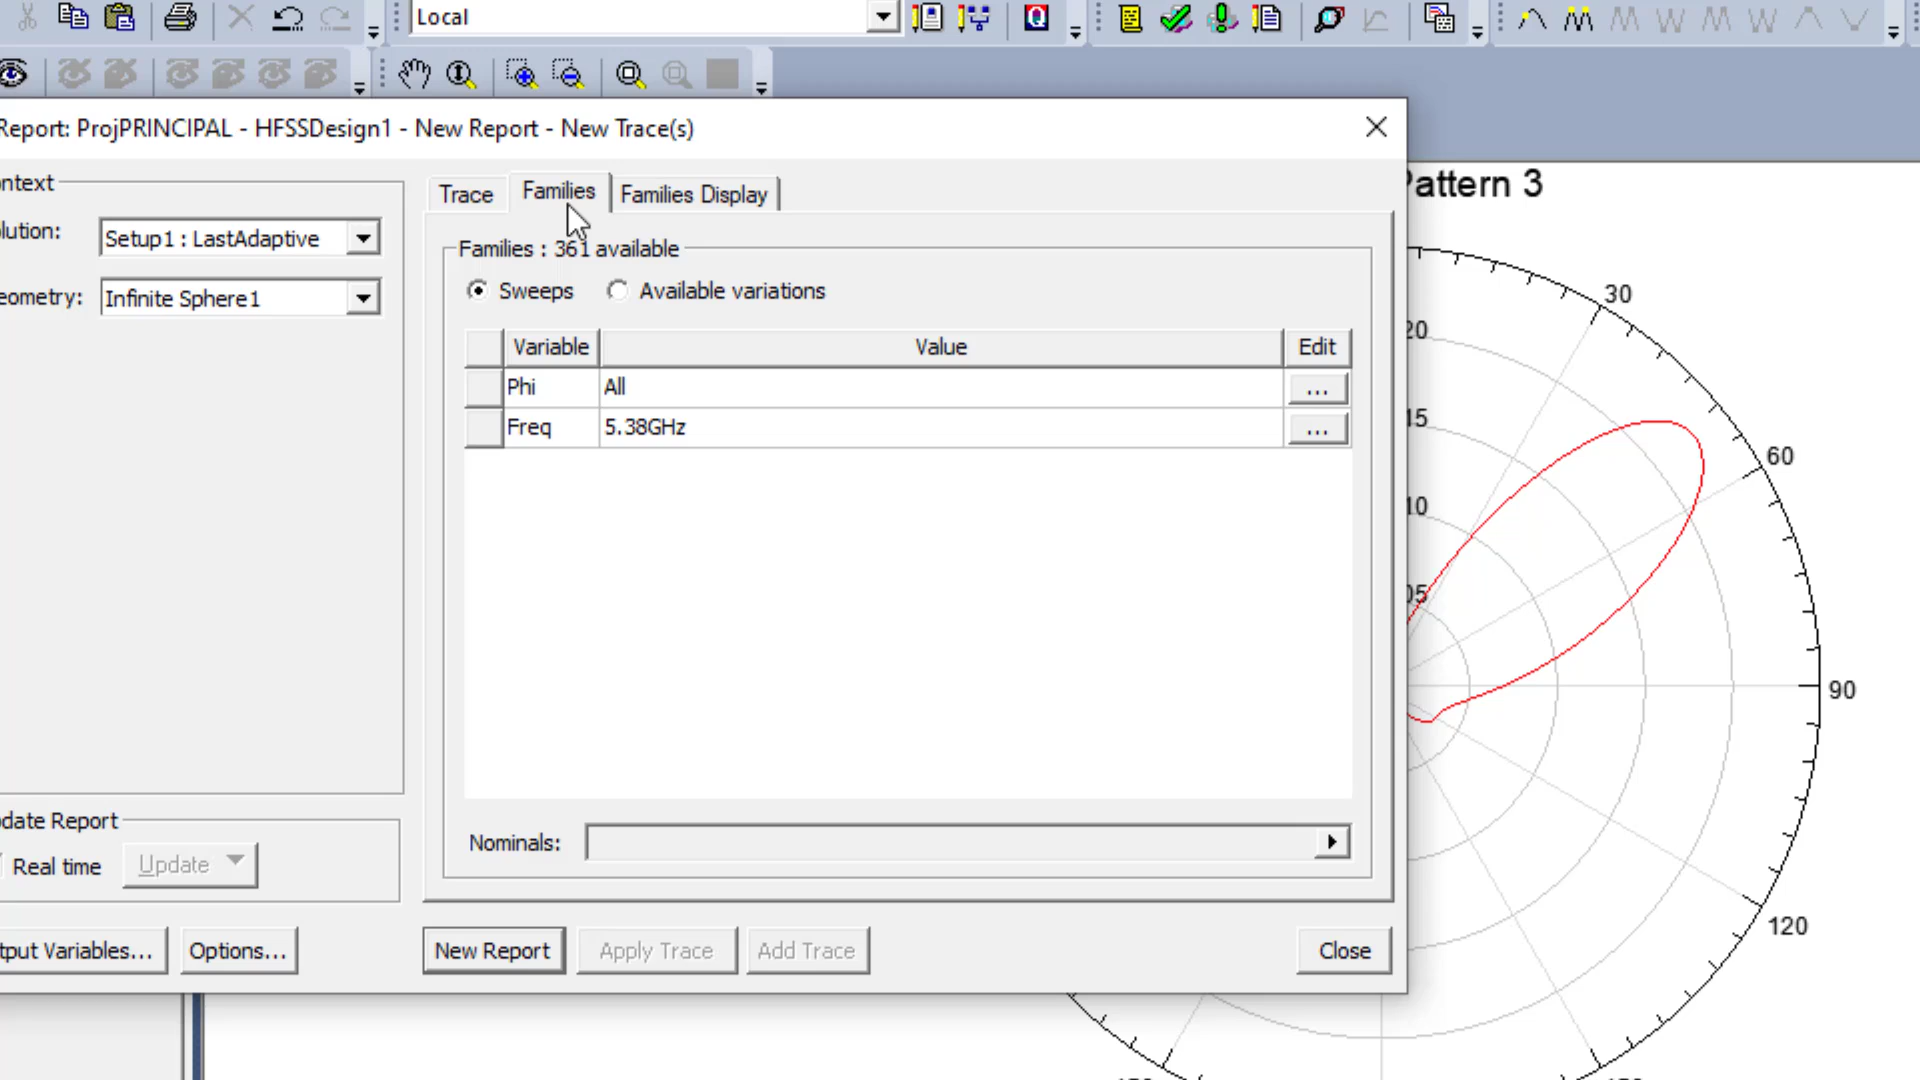 Local
Report: ProjPRINCIPAL - HFSSDesign1 - New Report - New Trace(s)
ntext
lution:
Setup1 : LastAdaptive
eometry:
Infinite Sphere1
Trace
Families
Families Display
Families : 361 available
Sweeps
Available variations
Variable
Value
Edit
Phi
All
...
Freq
5.38GHz
...
Nominals:
date Report
Real time
Update
tput Variables...
Options...
New Report
Apply Trace
Add Trace
Close
Pattern 3
30
60
90
120
20
15
10
05